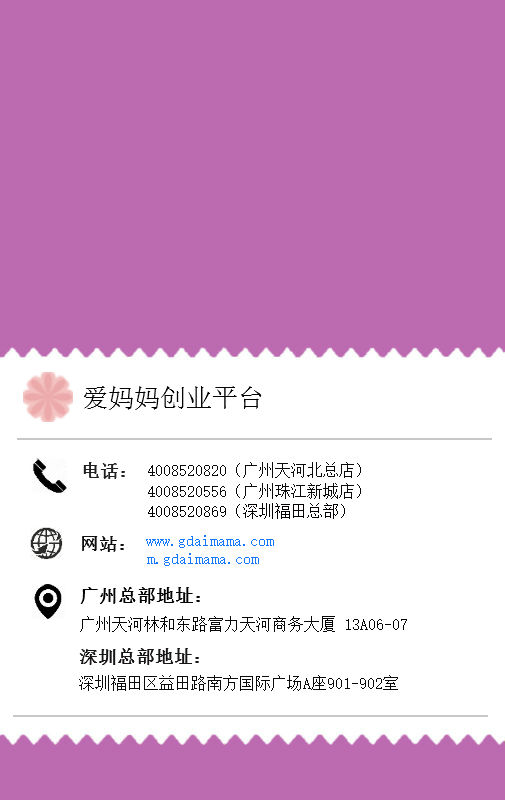 爱妈妈创业平台
电话： 4008520820（广州天河北总店）
4008520556（广州珠江新城店）
4008520869（深圳福田总部）
网站： www.gdaimama.com
m.gdaimama.com
广州总部地址：
广州天河林和东路富力天河商务大厦 13A06-07
深圳总部地址：
深圳福田区益田路南方国际广场A座901-902室